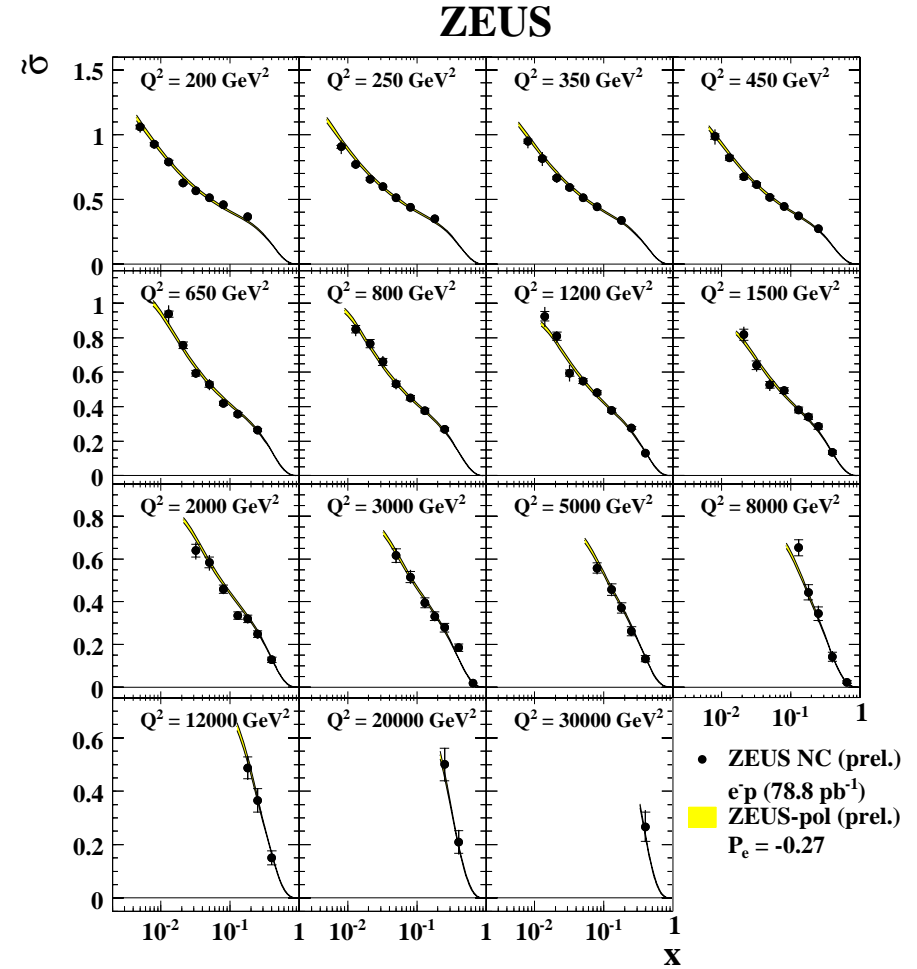 ZEUS
σ̃
Q² = 200 GeV² Q² = 250 GeV² Q² = 350 GeV² Q² = 450 GeV²
1.5
1
0.5
0
Q² = 650 GeV² Q² = 800 GeV² Q² = 1200 GeV² Q² = 1500 GeV²
1
0.8
0.6
0.4
0.2
0
Q² = 2000 GeV² Q² = 3000 GeV² Q² = 5000 GeV² Q² = 8000 GeV²
0.8
0.6
0.4
0.2
0
10⁻² 10⁻¹ 1
Q² = 12000 GeV² Q² = 20000 GeV² Q² = 30000 GeV²
0.6
0.4
0.2
0
10⁻² 10⁻¹ 1 10⁻² 10⁻¹ 1 10⁻² 10⁻¹ 1
x
ZEUS NC (prel.)
e⁻p (78.8 pb⁻¹)
ZEUS-pol (prel.)
Pₑ = -0.27